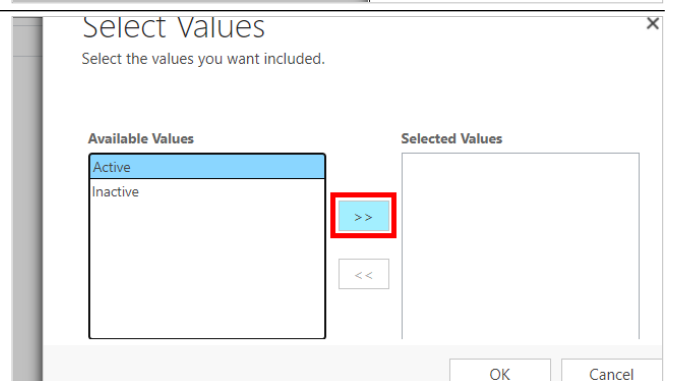 Select Values
Select the values you want included.
Available Values
Selected Values
Active
Inactive
>>
<<
OK
Cancel